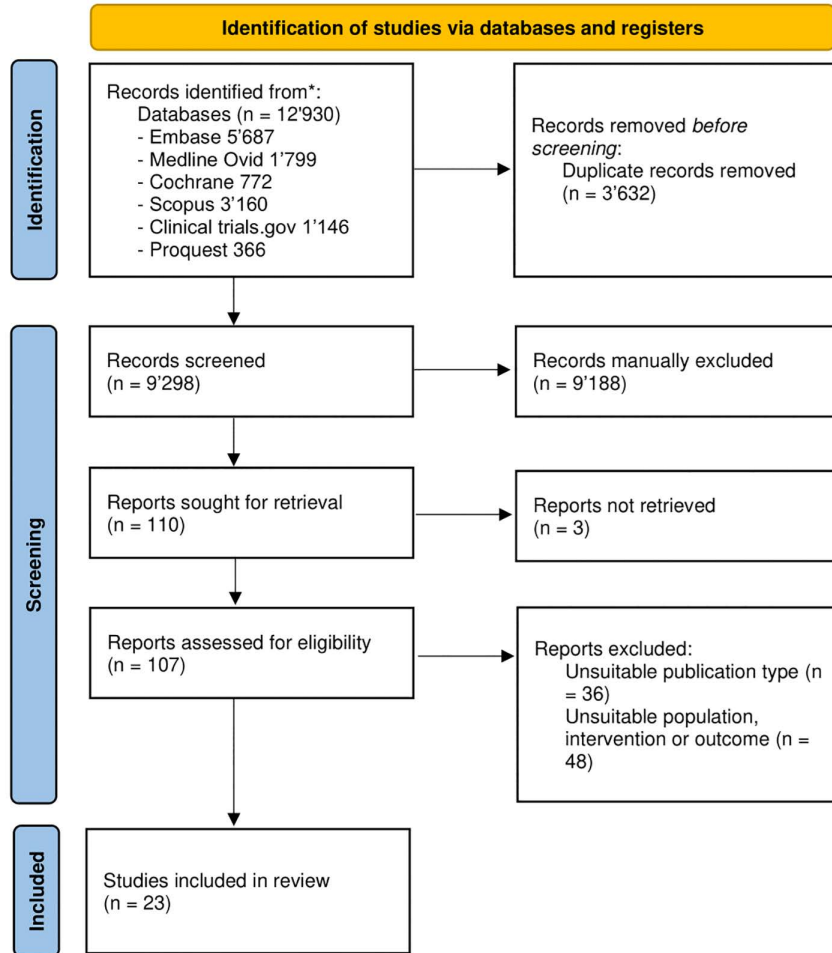 Identification of studies via databases and registers
Identification
Records identified from*:
Databases (n = 12'930)
- Embase 5'687
- Medline Ovid 1'799
- Cochrane 772
- Scopus 3'160
- Clinical trials.gov 1'146
- Proquest 366
Records removed before
screening:
Duplicate records removed
(n = 3'632)
Screening
Records screened
(n = 9'298)
Records manually excluded
(n = 9'188)
Reports sought for retrieval
(n = 110)
Reports not retrieved
(n = 3)
Reports assessed for eligibility
(n = 107)
Reports excluded:
Unsuitable publication type (n
= 36)
Unsuitable population,
intervention or outcome (n =
48)
Included
Studies included in review
(n = 23)